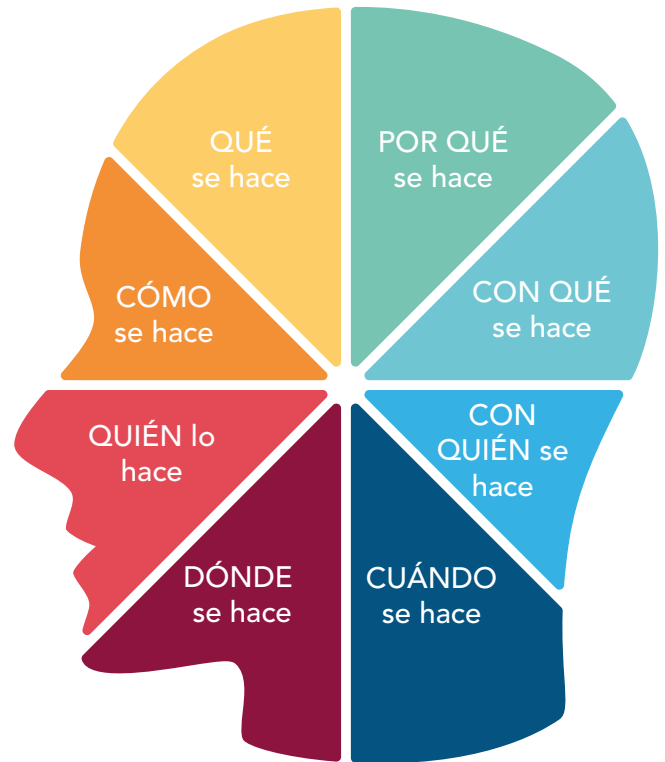 QUÉ
se hace
POR QUÉ
se hace
CÓMO
se hace
CON QUÉ
se hace
QUIÉN lo
hace
CON
QUIÉN se
hace
DÓNDE
se hace
CUÁNDO
se hace